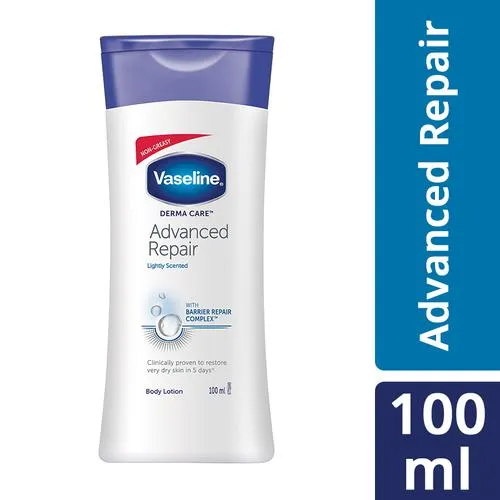 NON-GREASY
Vaseline®
DERMA CARE™
Advanced
Repair
Lightly Scented
WITH
BARRIER REPAIR
COMPLEX™
Clinically proven to restore
very dry skin in 5 days
Body Lotion
100 ml
Advanced Repair
100
ml